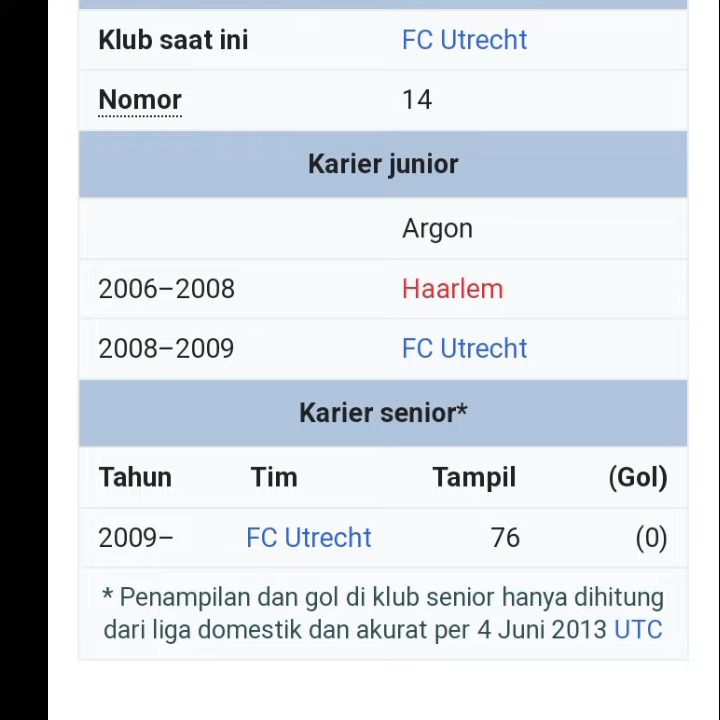 Klub saat ini FC Utrecht
Nomor 14
Karier junior
Argon
2006–2008 Haarlem
2008–2009 FC Utrecht
Karier senior*
Tahun Tim Tampil (Gol)
2009– FC Utrecht 76 (0)
* Penampilan dan gol di klub senior hanya dihitung
dari liga domestik dan akurat per 4 Juni 2013 UTC